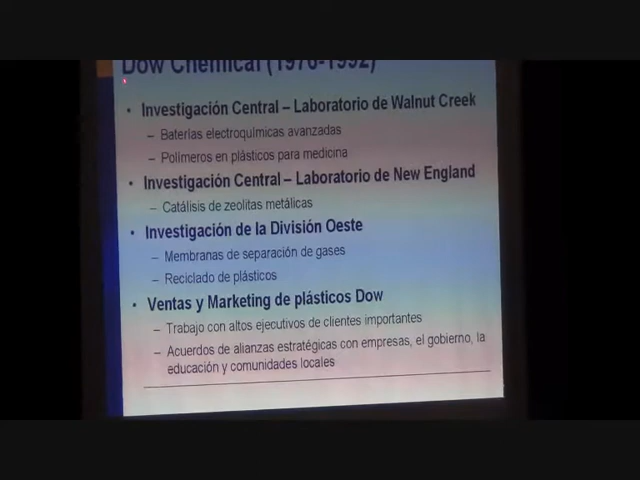 Dow Chemical (1976-1992)
• Investigación Central – Laboratorio de Walnut Creek
– Baterías electroquímicas avanzadas
– Polímeros en plásticos para medicina
• Investigación Central – Laboratorio de New England
– Catálisis de zeolitas metálicas
• Investigación de la División Oeste
– Membranas de separación de gases
– Reciclado de plásticos
• Ventas y Marketing de plásticos Dow
– Trabajo con altos ejecutivos de clientes importantes
– Acuerdos de alianzas estratégicas con empresas, el gobierno, la
educación y comunidades locales